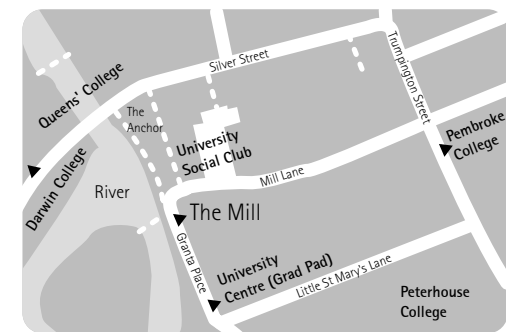 Silver Street
Trumpington Street
Queens' College
The
Anchor
University
Social Club
Pembroke
College
Darwin College
River
Mill Lane
The Mill
Granta Place
University
Centre (Grad Pad)
Little St Mary's Lane
Peterhouse
College